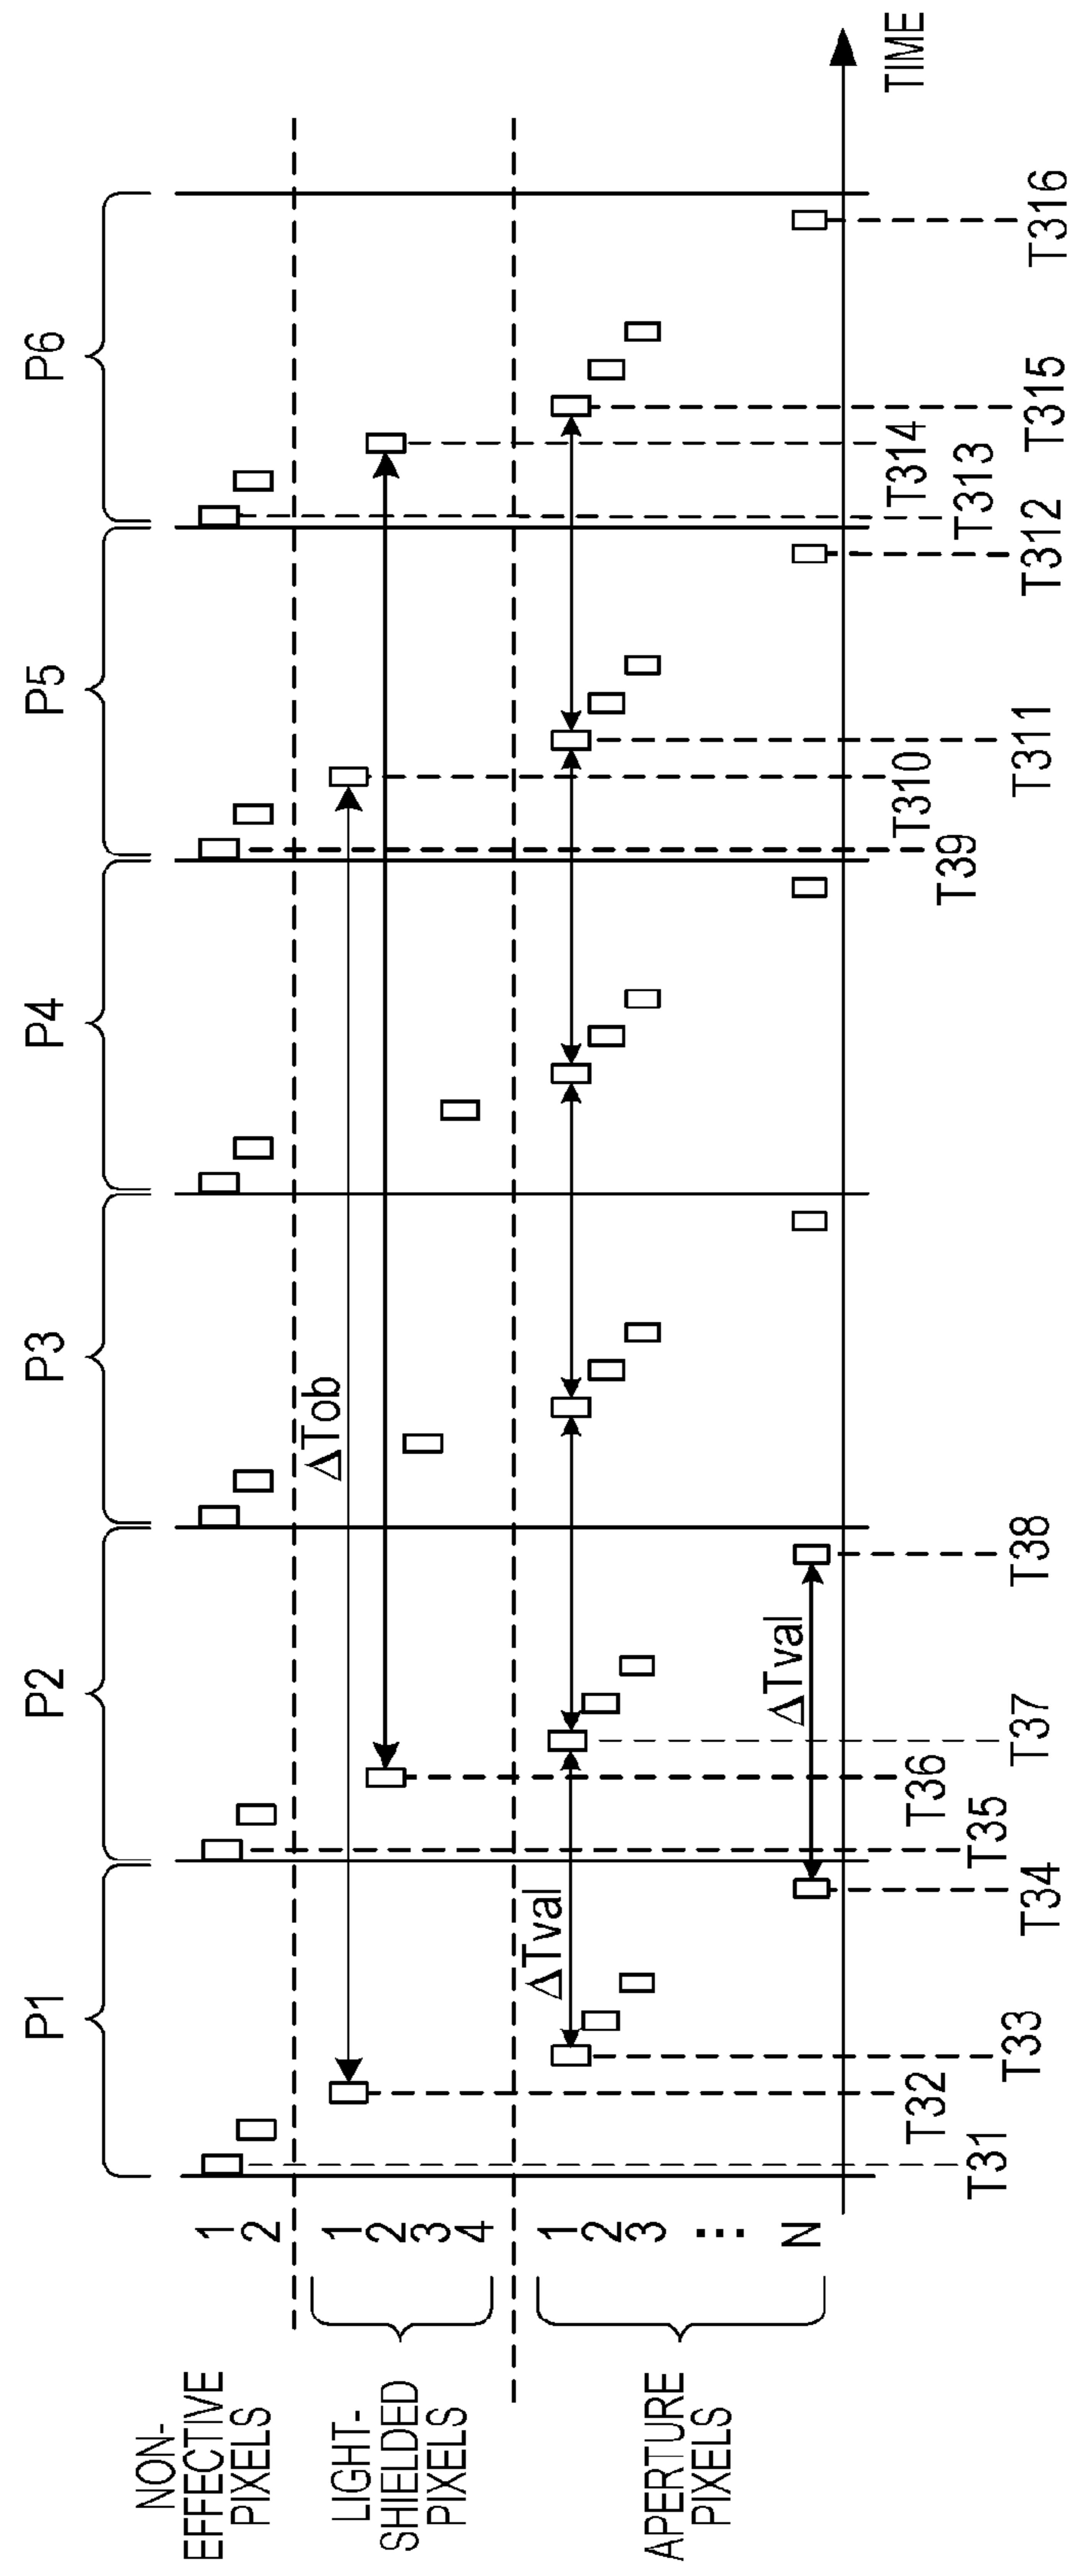 P1
P2
P3
P4
P5
P6
NON-
EFFECTIVE
PIXELS
1
2
LIGHT-
SHIELDED
PIXELS
1
2
3
4
ΔTob
APERTURE
PIXELS
1
2
3
⋮
N
ΔTval
ΔTval
TIME
T31
T32
T33
T34
T35
T36
T37
T38
T39
T310
T311
T312
T313
T314
T315
T316